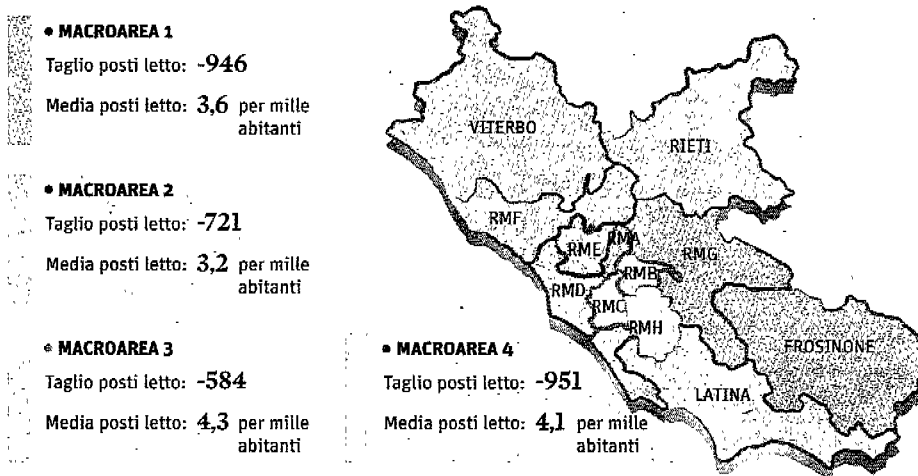 • MACROAREA 1
Taglio posti letto: -946
Media posti letto: 3,6 per mille
abitanti
• MACROAREA 2
Taglio posti letto: -721
Media posti letto: 3,2 per mille
abitanti
• MACROAREA 3
Taglio posti letto: -584
Media posti letto: 4,3 per mille
abitanti
• MACROAREA 4
Taglio posti letto: -951
Media posti letto: 4,1 per mille
abitanti
VITERBO
RIETI
RMF
RME
RMA
RMG
RMB
RMD
RMC
RMH
FROSINONE
LATINA